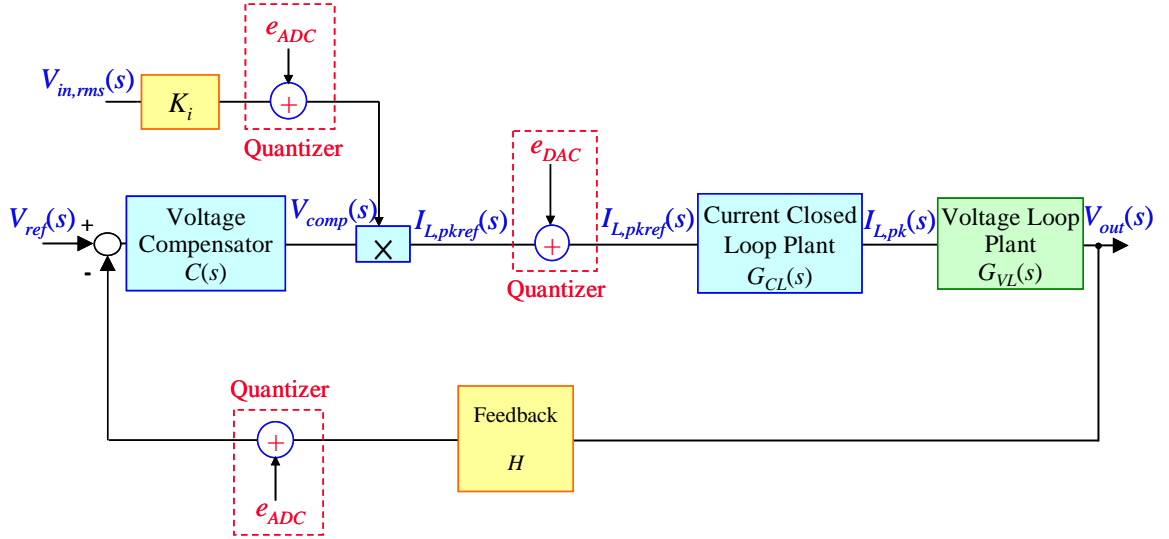 e_ADC
V_in,rms(s)
K_i
+
Quantizer
e_DAC
V_ref(s)
+
-
Voltage
Compensator
C(s)
V_comp(s)
×
I_L,pkref(s)
+
Quantizer
I_L,pkref(s)
Current Closed
Loop Plant
G_CL(s)
I_L,pk(s)
Voltage Loop
Plant
G_VL(s)
V_out(s)
Quantizer
+
e_ADC
Feedback
H